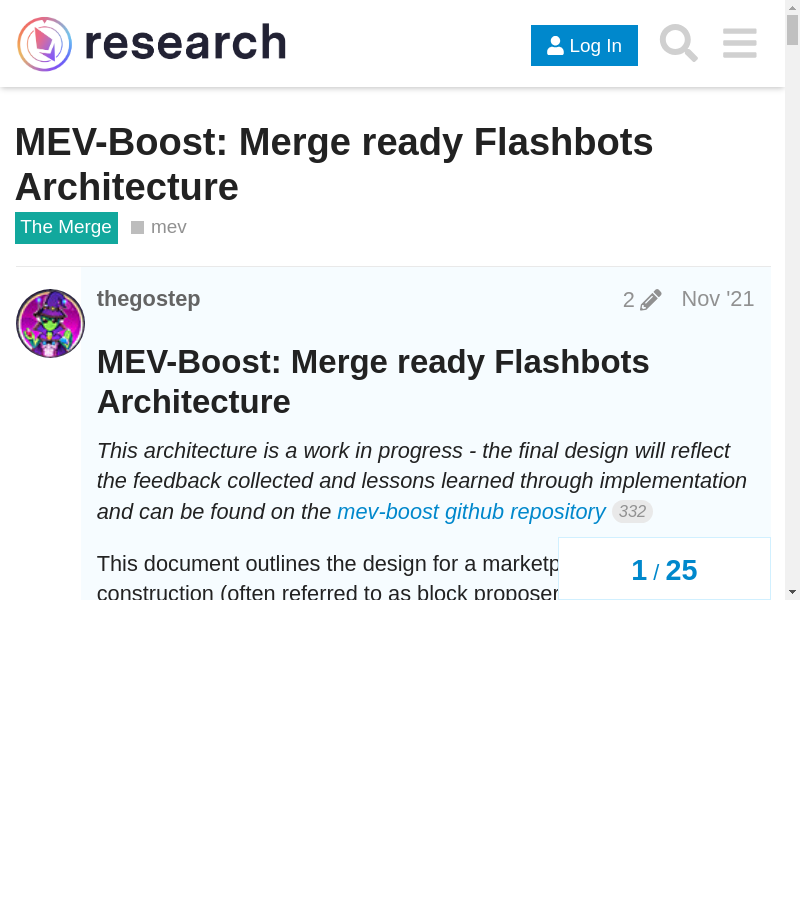 research
Log In
MEV-Boost: Merge ready Flashbots
Architecture
The Merge mev
thegostep 2 Nov '21
MEV-Boost: Merge ready Flashbots
Architecture
This architecture is a work in progress - the final design will reflect
the feedback collected and lessons learned through implementation
and can be found on the mev-boost github repository 332
This document outlines the design for a marketp
construction (often referred to as block proposer
1 / 25